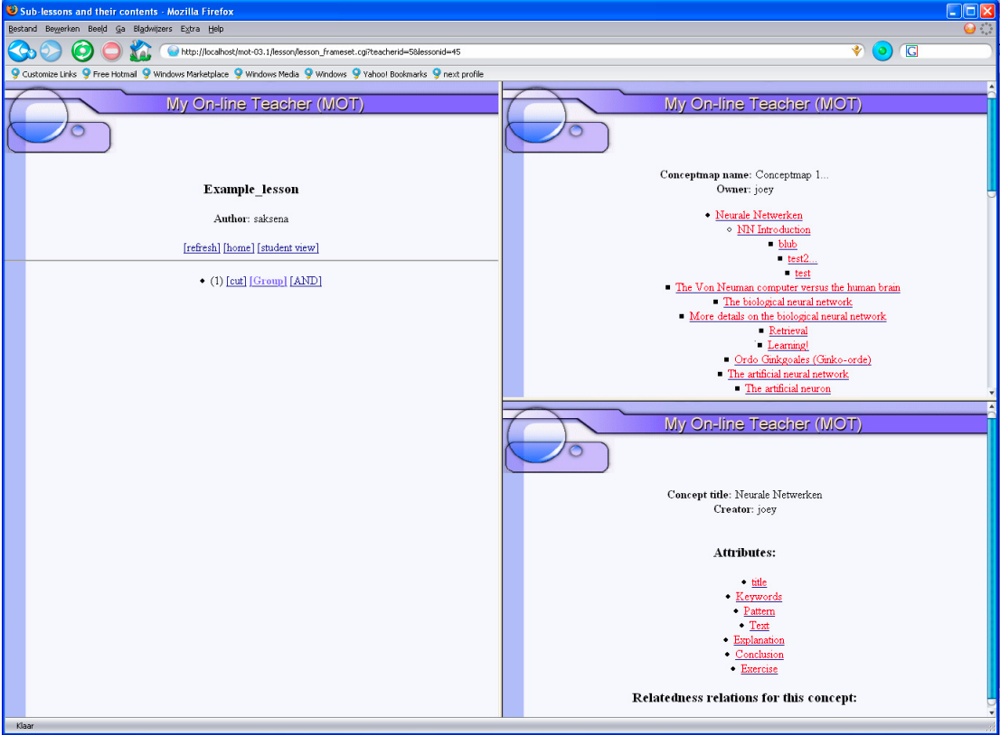 Sub-lessons and their contents - Mozilla Firefox
Bestand Bewerken Beeld Ga Bladwijzers Extra Help
http://localhost/mot-03.1/lesson/lesson_frameset.cgi?teacherid=5&lessonid=45
Customize Links Free Hotmail Windows Marketplace Windows Media Windows Yahoo! Bookmarks next profile
My On-line Teacher (MOT)
Example_lesson
Author: saksena
[refresh] [home] [student view]
(1) [cut] [Group] [AND]
My On-line Teacher (MOT)
Conceptmap name: Conceptmap 1...
Owner: joey
Neurale Netwerken
NN Introduction
blub
test2...
test
The Von Neuman computer versus the human brain
The biological neural network
More details on the biological neural network
Retrieval
Learning!
Ordo Ginkgoales (Ginko-orde)
The artificial neural network
The artificial neuron
My On-line Teacher (MOT)
Concept title: Neurale Netwerken
Creator: joey
Attributes:
title
Keywords
Pattern
Text
Explanation
Conclusion
Exercise
Relatedness relations for this concept:
Klaar